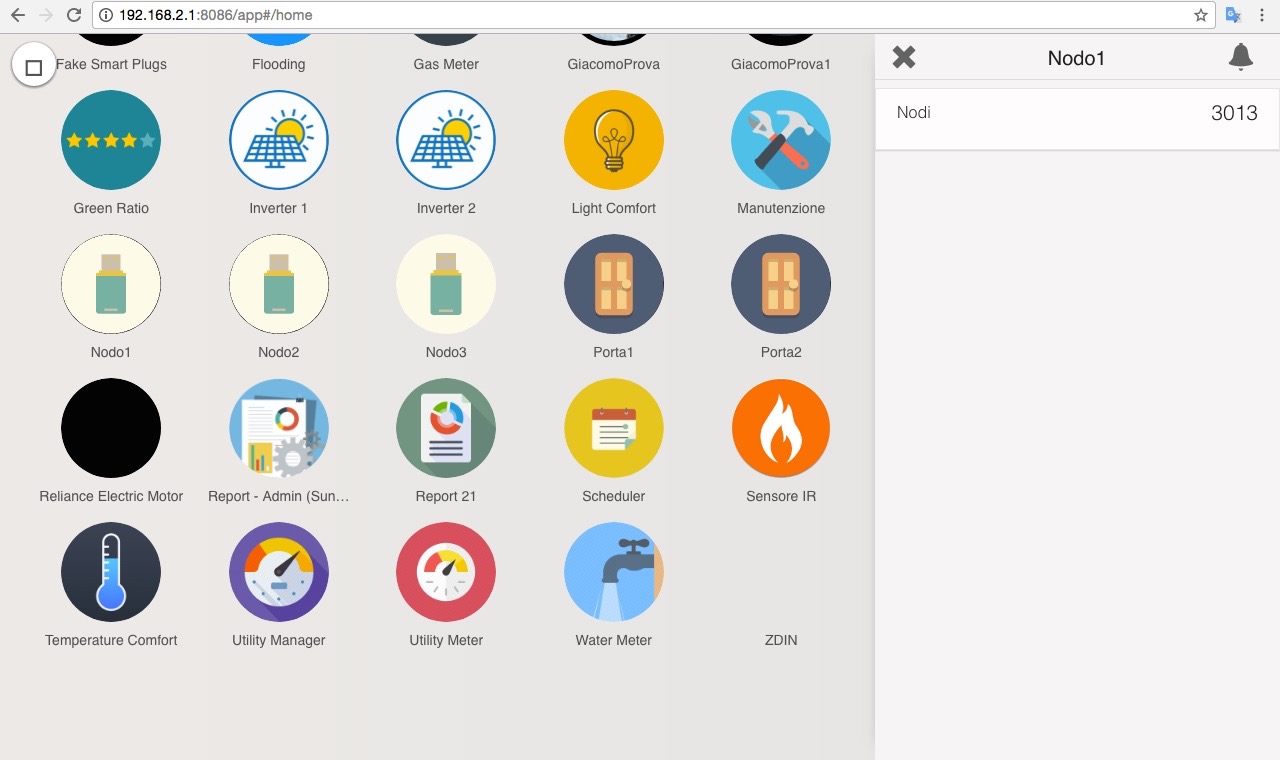 192.168.2.1:8086/app#/home
Fake Smart Plugs
Flooding
Gas Meter
GiacomoProva
GiacomoProva1
Nodo1
Nodi
3013
Green Ratio
Inverter 1
Inverter 2
Light Comfort
Manutenzione
Nodo1
Nodo2
Nodo3
Porta1
Porta2
Reliance Electric Motor
Report - Admin (Sun…
Report 21
Scheduler
Sensore IR
Temperature Comfort
Utility Manager
Utility Meter
Water Meter
ZDIN